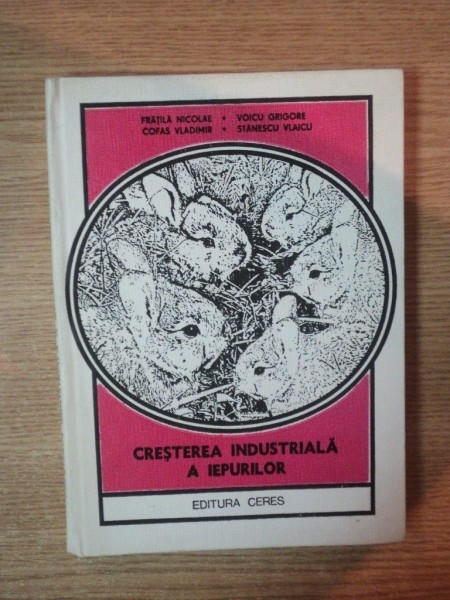 FRĂȚILĂ NICOLAE • VOICU GRIGORE
COFAS VLADIMIR • STĂNESCU VLAICU
CREȘTEREA INDUSTRIALĂ
A IEPURILOR
EDITURA CERES